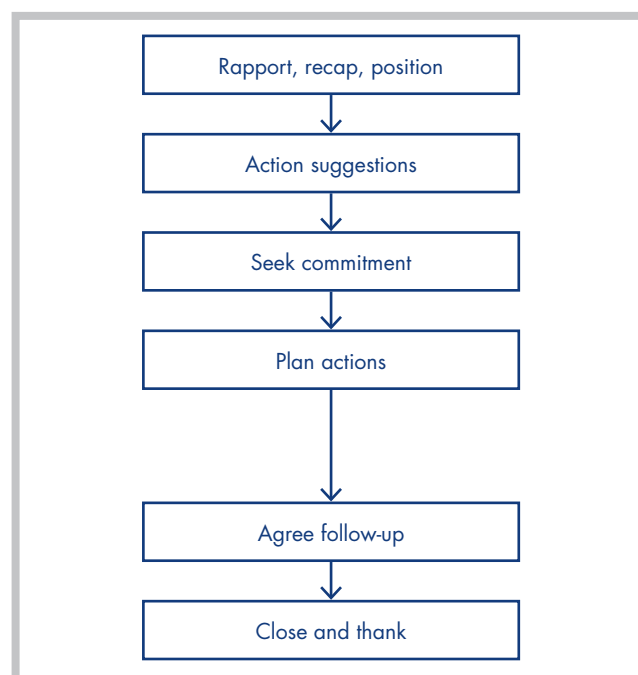 Rapport, recap, position
Action suggestions
Seek commitment
Plan actions
Agree follow-up
Close and thank